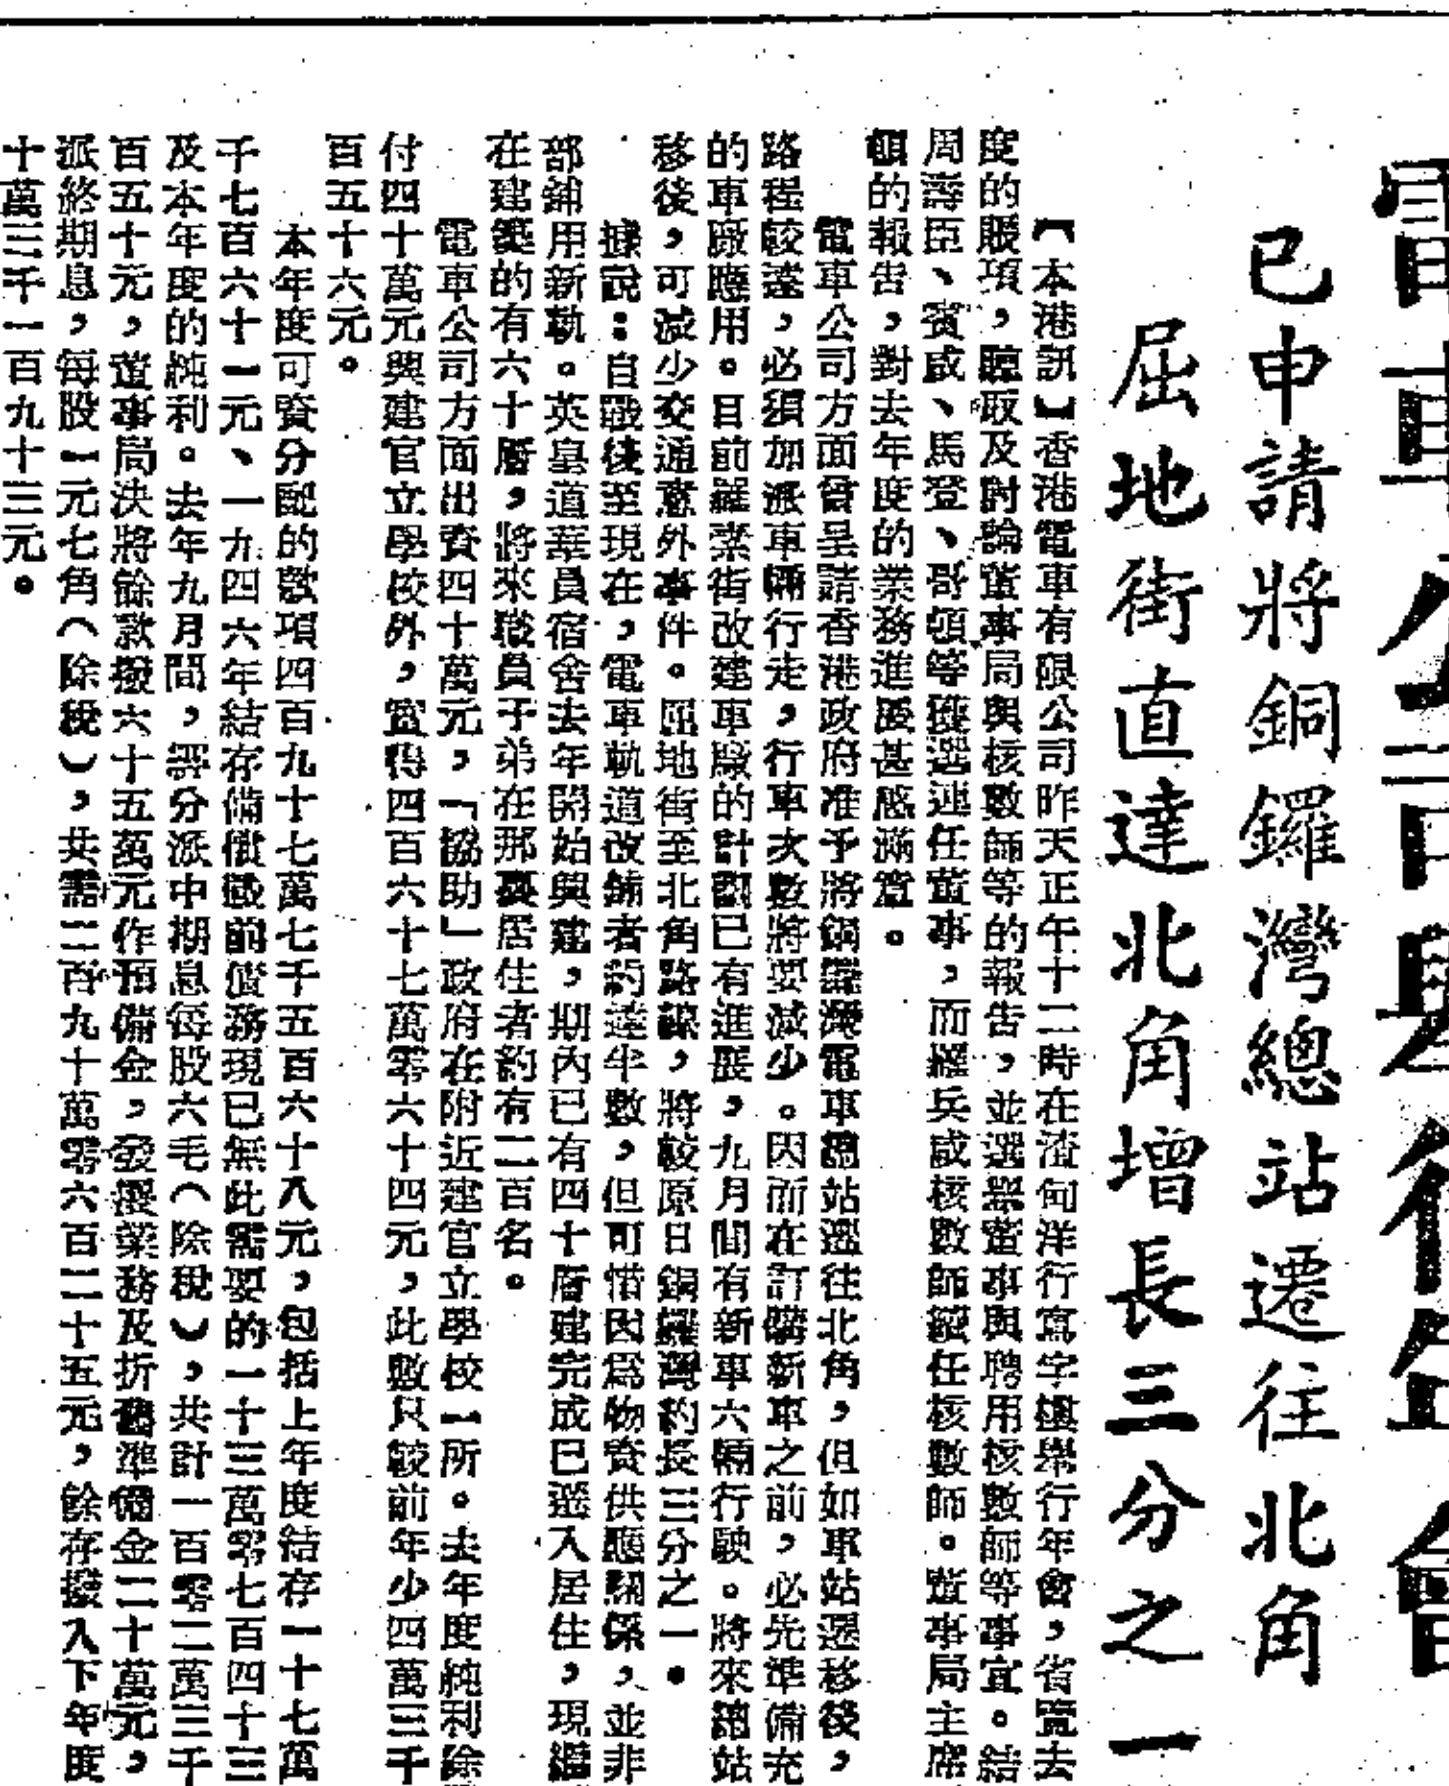 電車公司舉行年會
已申請將銅鑼灣總站遷往北角
屈地街直達北角增長三分之一
【本港訊】香港電車有限公司昨天正午十二時在渣甸洋行寫字樓舉行年會，省覽去
度的賬項，聽取及討論董事局與核數師等的報告，並選舉董事與聘用核數師等事宜。結
周壽臣、賓咸、馬登、哥頓等獲選連任董事，而羅兵咸核數師續任核數師。董事局主席
頓的報告，對去年度的業務進展甚感滿意。
電車公司方面曾呈請香港政府准予將銅鑼灣電車總站遷往北角，但如車站遷移後，
路程較遠，必須加派車輛行走，行車次數將要減少。因而在訂購新車之前，必先準備充
的車廠應用。目前羅素街改建車廠的計劃已有進展，九月間有新車六輛行駛。將來總站
移後，可減少交通意外事件。屈地街至北角路線，將較原日銅鑼灣約長三分之一。
據說：自戰後至現在，電車軌道改舖者約達半數，但可惜因爲物資供應關係，並非
部舖用新軌。英皇道華員宿舍去年開始興建，期內已有四十層建完成已遷入居住，現繼
在建築的有六十層，將來職員子弟在那裏居住者約有二百名。
電車公司方面出資四十萬元，「協助」政府在附近建官立學校一所。去年度純利除
付四十萬元興建官立學校外，實得四百六十七萬零六十四元，此數只較前年少四萬三千
百五十六元。
本年度可資分配的款項四百九十七萬七千五百六十八元，包括上年度結存一十七萬
千七百六十一元、一九四六年結存備償戰前債務現已無此需要的一十三萬零七百四十三
及本年度的純利。去年九月間，經分派中期息每股六毛（除稅），共計一百零二萬三千
百五十元，董事局決將餘款撥六十五萬元作預備金，發援業務及折舊準備金二十萬元，
派終期息，每股一元七角（除稅），共需二百九十萬零六百二十五元，餘存撥入下年度
十萬三千一百九十三元。